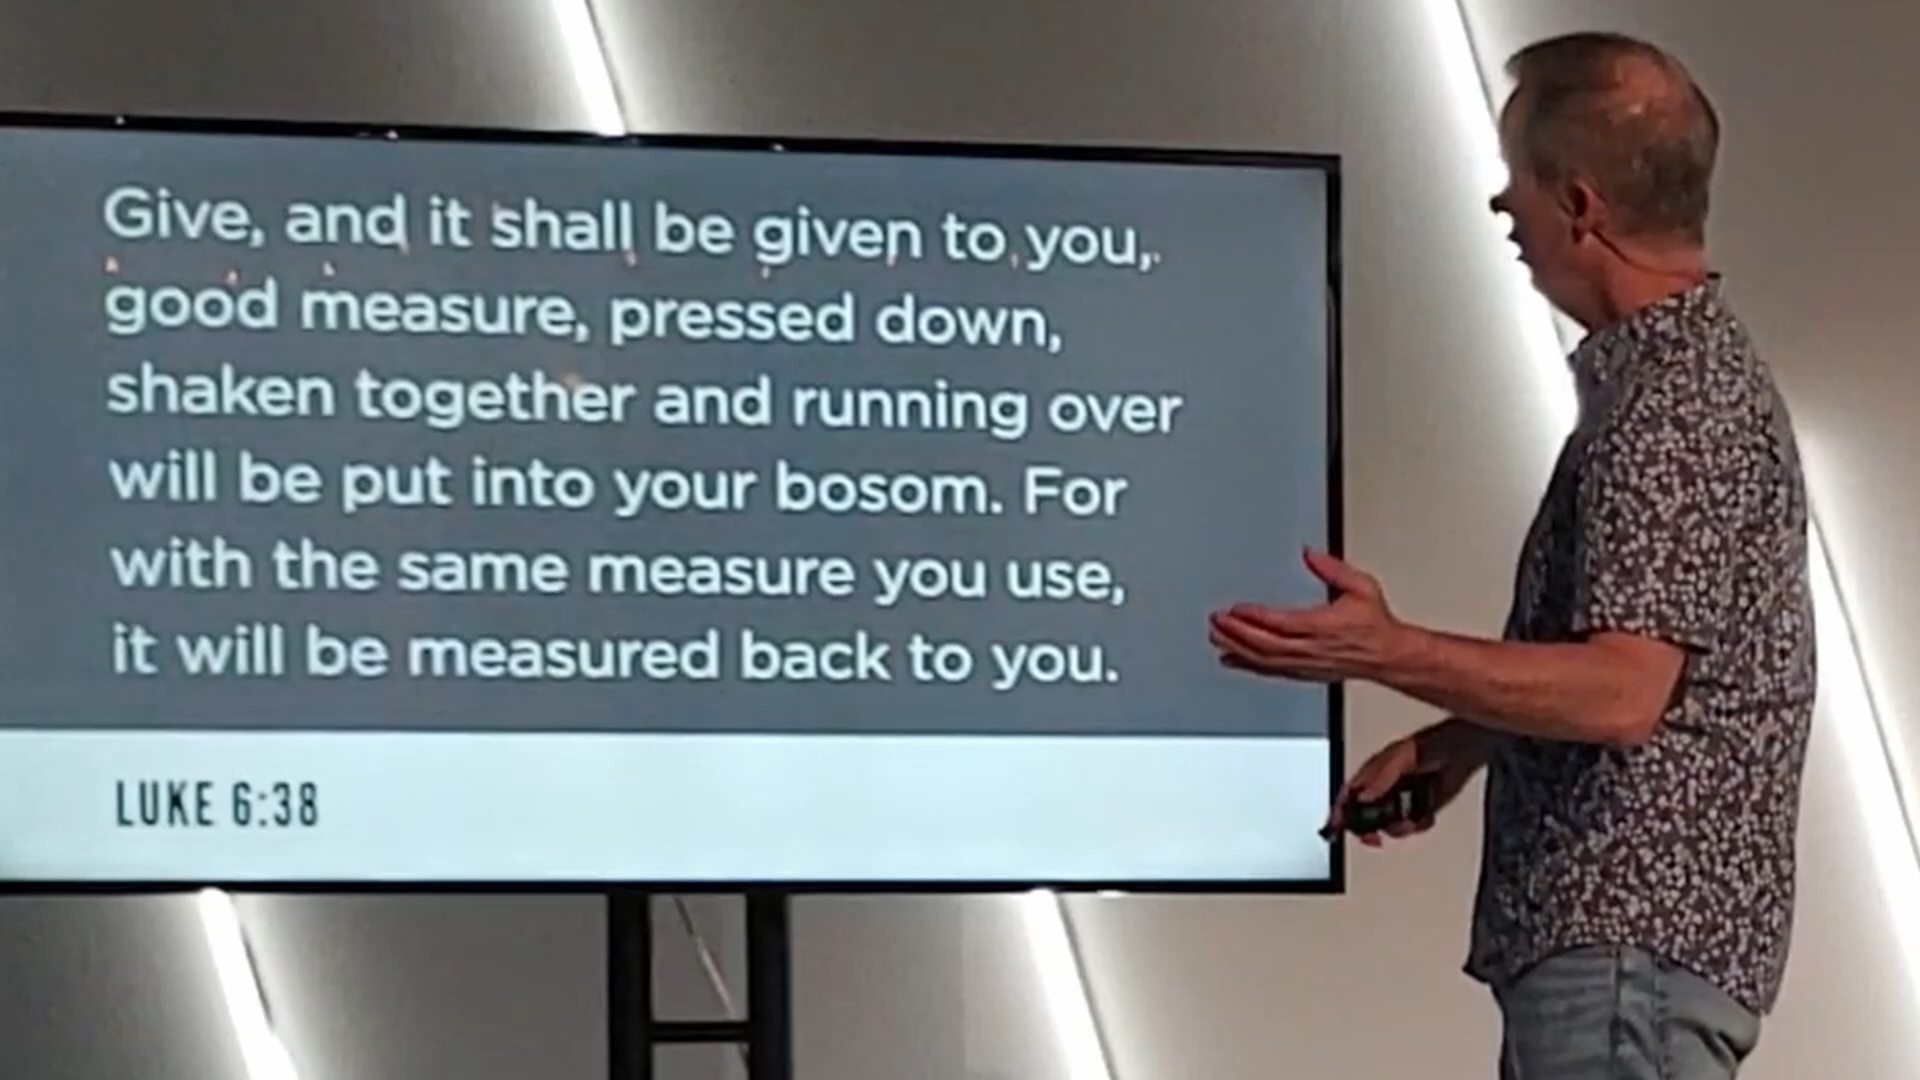 Give, and it shall be given to you,
good measure, pressed down,
shaken together and running over
will be put into your bosom. For
with the same measure you use,
it will be measured back to you.
LUKE 6:38